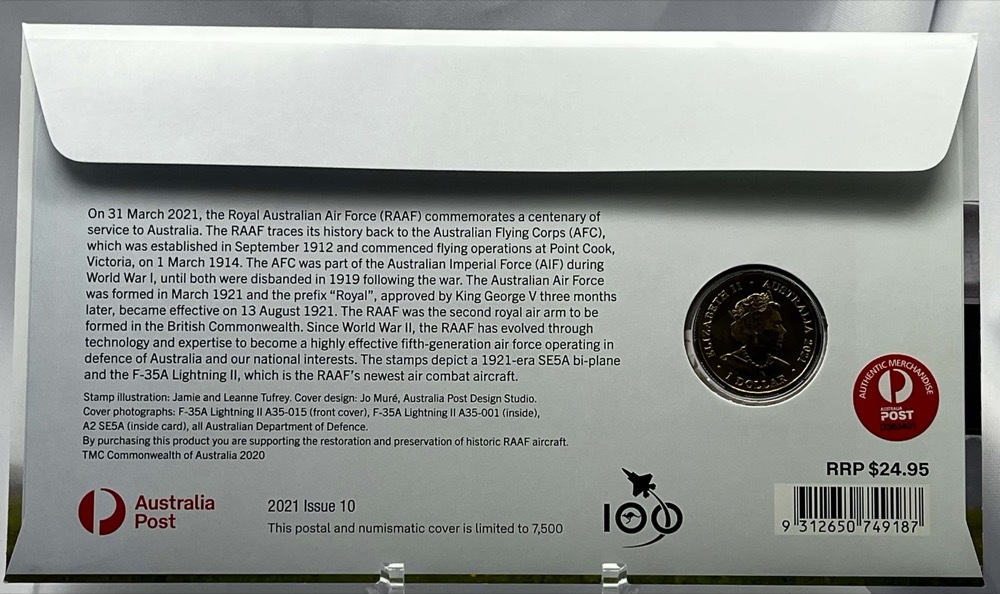 On 31 March 2021, the Royal Australian Air Force (RAAF) commemorates a centenary of
service to Australia. The RAAF traces its history back to the Australian Flying Corps (AFC),
which was established in September 1912 and commenced flying operations at Point Cook,
Victoria, on 1 March 1914. The AFC was part of the Australian Imperial Force (AIF) during
World War I, until both were disbanded in 1919 following the war. The Australian Air Force
was formed in March 1921 and the prefix “Royal”, approved by King George V three months
later, became effective on 13 August 1921. The RAAF was the second royal air arm to be
formed in the British Commonwealth. Since World War II, the RAAF has evolved through
technology and expertise to become a highly effective fifth-generation air force operating in
defence of Australia and our national interests. The stamps depict a 1921-era SE5A bi-plane
and the F-35A Lightning II, which is the RAAF’s newest air combat aircraft.
Stamp illustration: Jamie and Leanne Tufrey. Cover design: Jo Muré, Australia Post Design Studio.
Cover photographs: F-35A Lightning II A35-015 (front cover), F-35A Lightning II A35-001 (inside),
A2 SE5A (inside card), all Australian Department of Defence.
By purchasing this product you are supporting the restoration and preservation of historic RAAF aircraft.
TMC Commonwealth of Australia 2020
ELIZABETH II · AUSTRALIA 2021 ·
1 DOLLAR
AUTHENTIC MERCHANDISE
AUSTRALIA
POST
RRP $24.95
9 312650 749187
Australia
Post
2021 Issue 10
This postal and numismatic cover is limited to 7,500
100